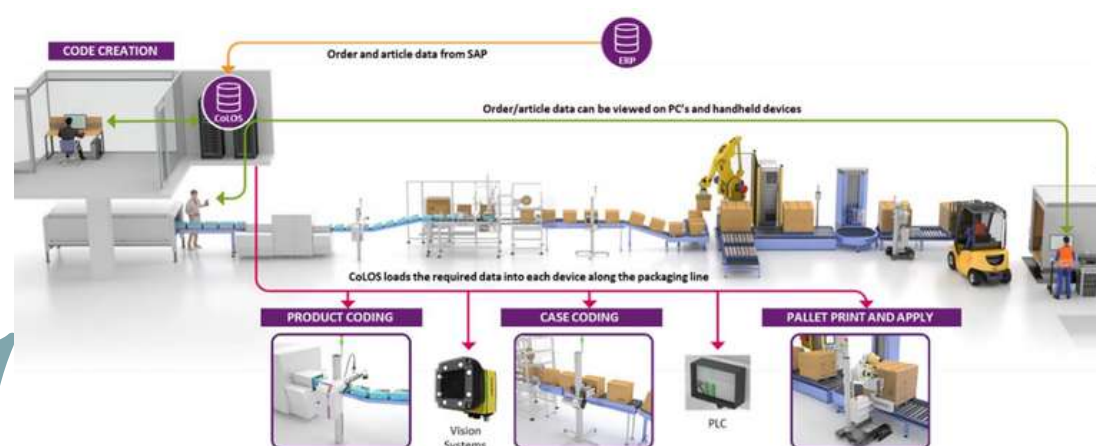 CODE CREATION
Order and article data from SAP
ERP
CoLOS
Order/article data can be viewed on PC's and handheld devices
CoLOS loads the required data into each device along the packaging line
PRODUCT CODING
CASE CODING
PALLET PRINT AND APPLY
Vision
Systems
PLC